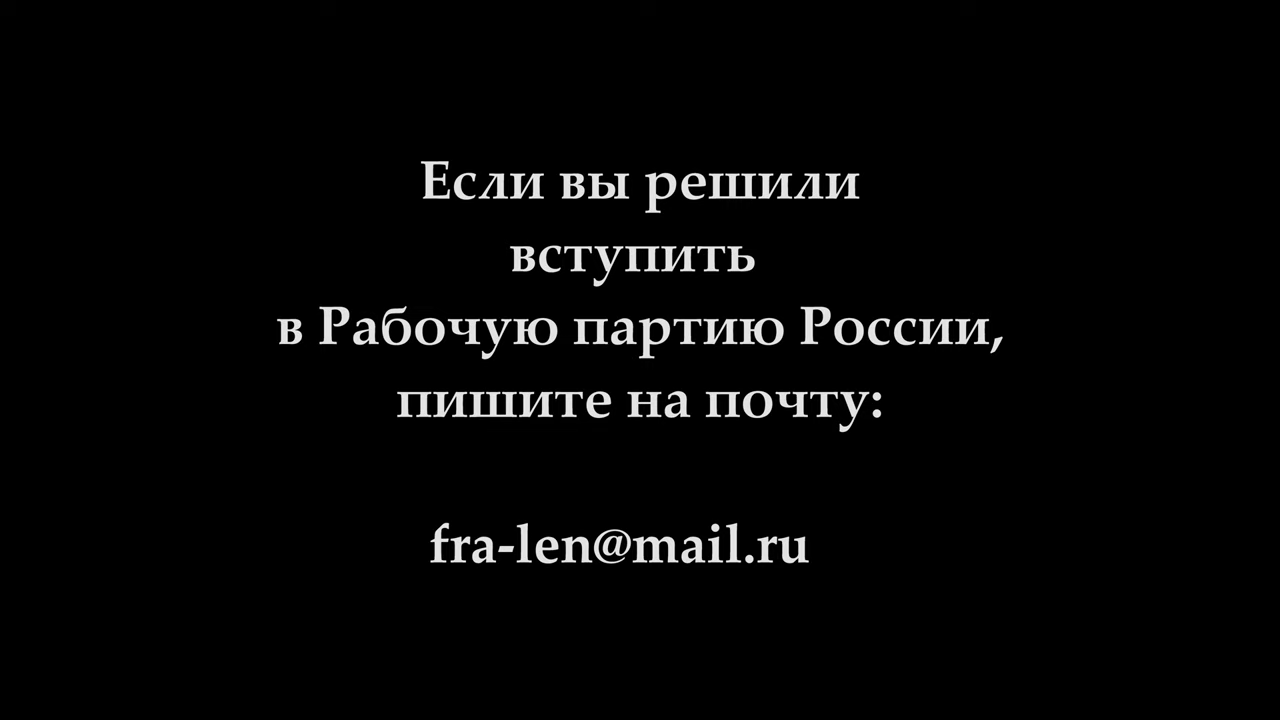 Если вы решили
вступить
в Рабочую партию России,
пишите на почту:
fra-len@mail.ru